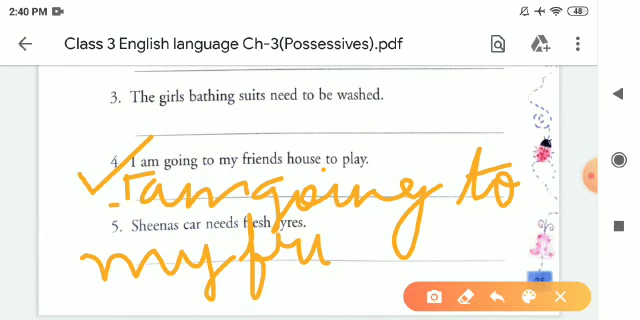 2:40 PM
48
Class 3 English language Ch-3(Possessives).pdf
3. The girls bathing suits need to be washed.
4. I am going to my friends house to play.
I am going to
5. Sheenas car needs fresh tyres.
my fri